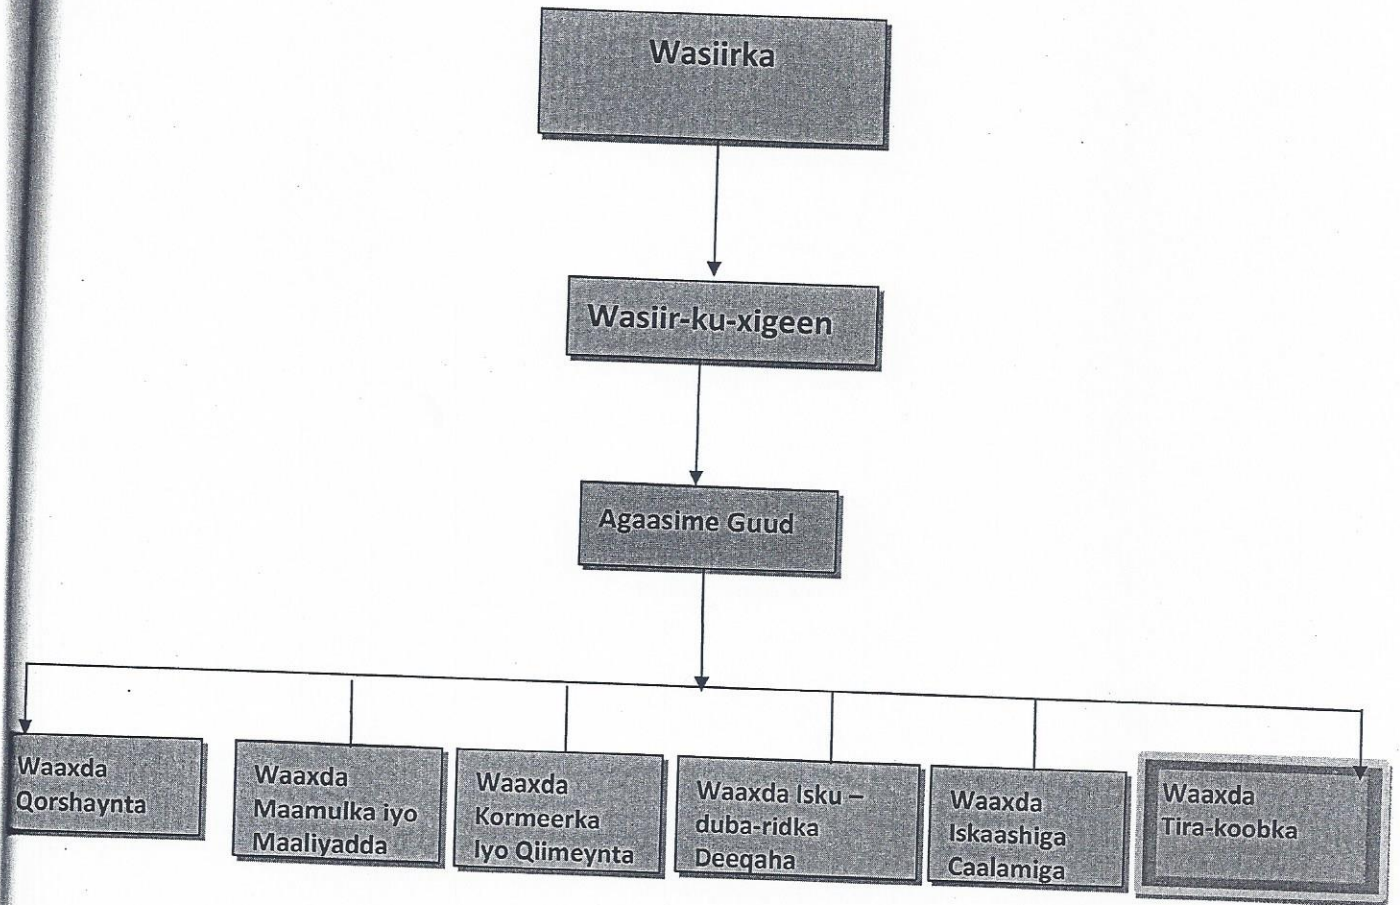 Wasiirka
Wasiir-ku-xigeen
Agaasime Guud
Waaxda
Qorshaynta
Waaxda
Maamulka iyo
Maaliyadda
Waaxda
Kormeerka
Iyo Qiimeynta
Waaxda Isku –
duba-ridka
Deeqaha
Waaxda
Iskaashiga
Caalamiga
Waaxda
Tira-koobka